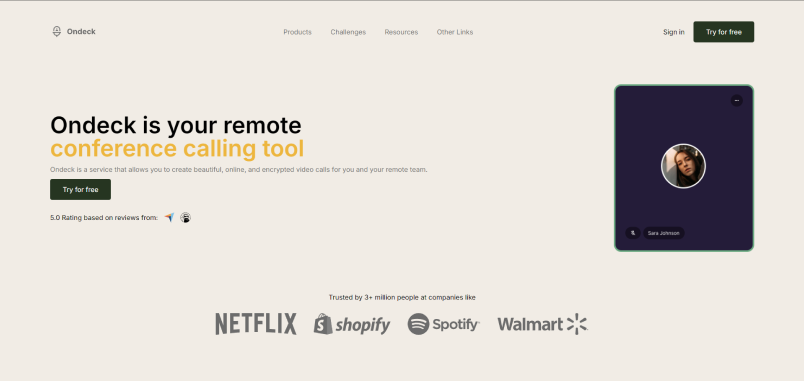 Ondeck
Products Challenges Resources Other Links
Sign in Try for free
Ondeck is your remote
conference calling tool
Ondeck is a service that allows you to create beautiful, online, and encrypted video calls for you and your remote team.
Try for free
5.0 Rating based on reviews from:
Sara Johnson
Trusted by 3+ million people at companies like
NETFLIX shopify Spotify Walmart